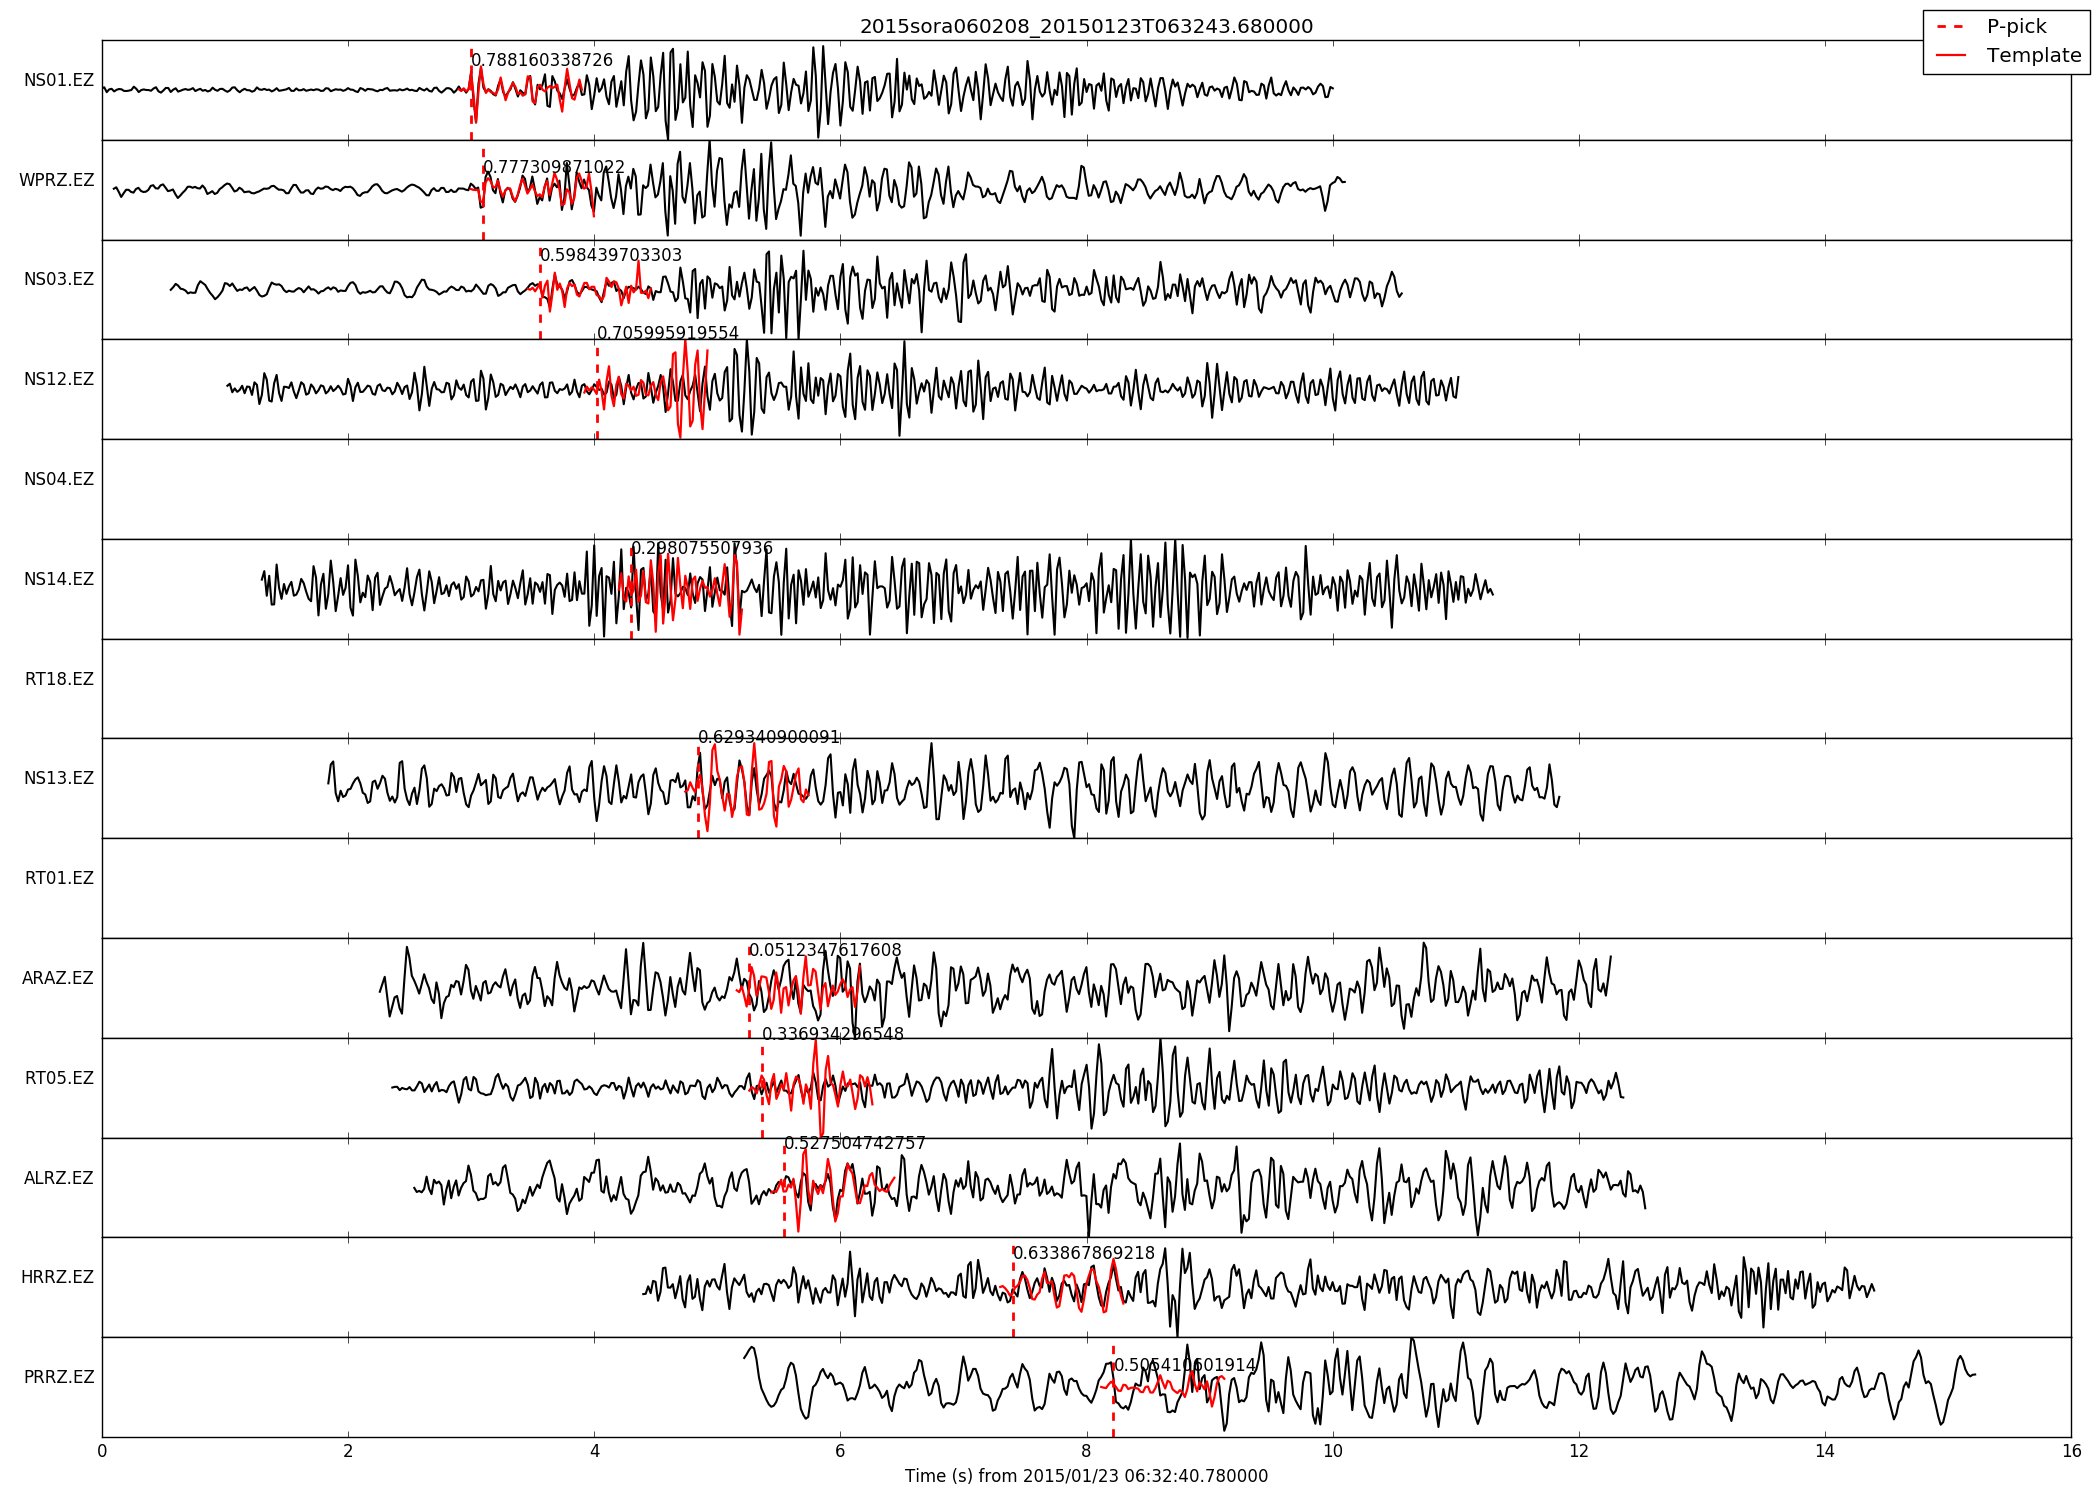 2015sora060208_20150123T063243.680000
P-pick
Template
NS01.EZ
0.788160338726
WPRZ.EZ
0.777309871022
NS03.EZ
0.598439703303
NS12.EZ
0.705995919554
NS04.EZ
NS14.EZ
0.298075507936
RT18.EZ
NS13.EZ
0.629340900091
RT01.EZ
ARAZ.EZ
0.0512347617608
RT05.EZ
0.336934296548
ALRZ.EZ
0.527504742757
HRRZ.EZ
0.633867869218
PRRZ.EZ
0.505410601914
0 2 4 6 8 10 12 14 16
Time (s) from 2015/01/23 06:32:40.780000